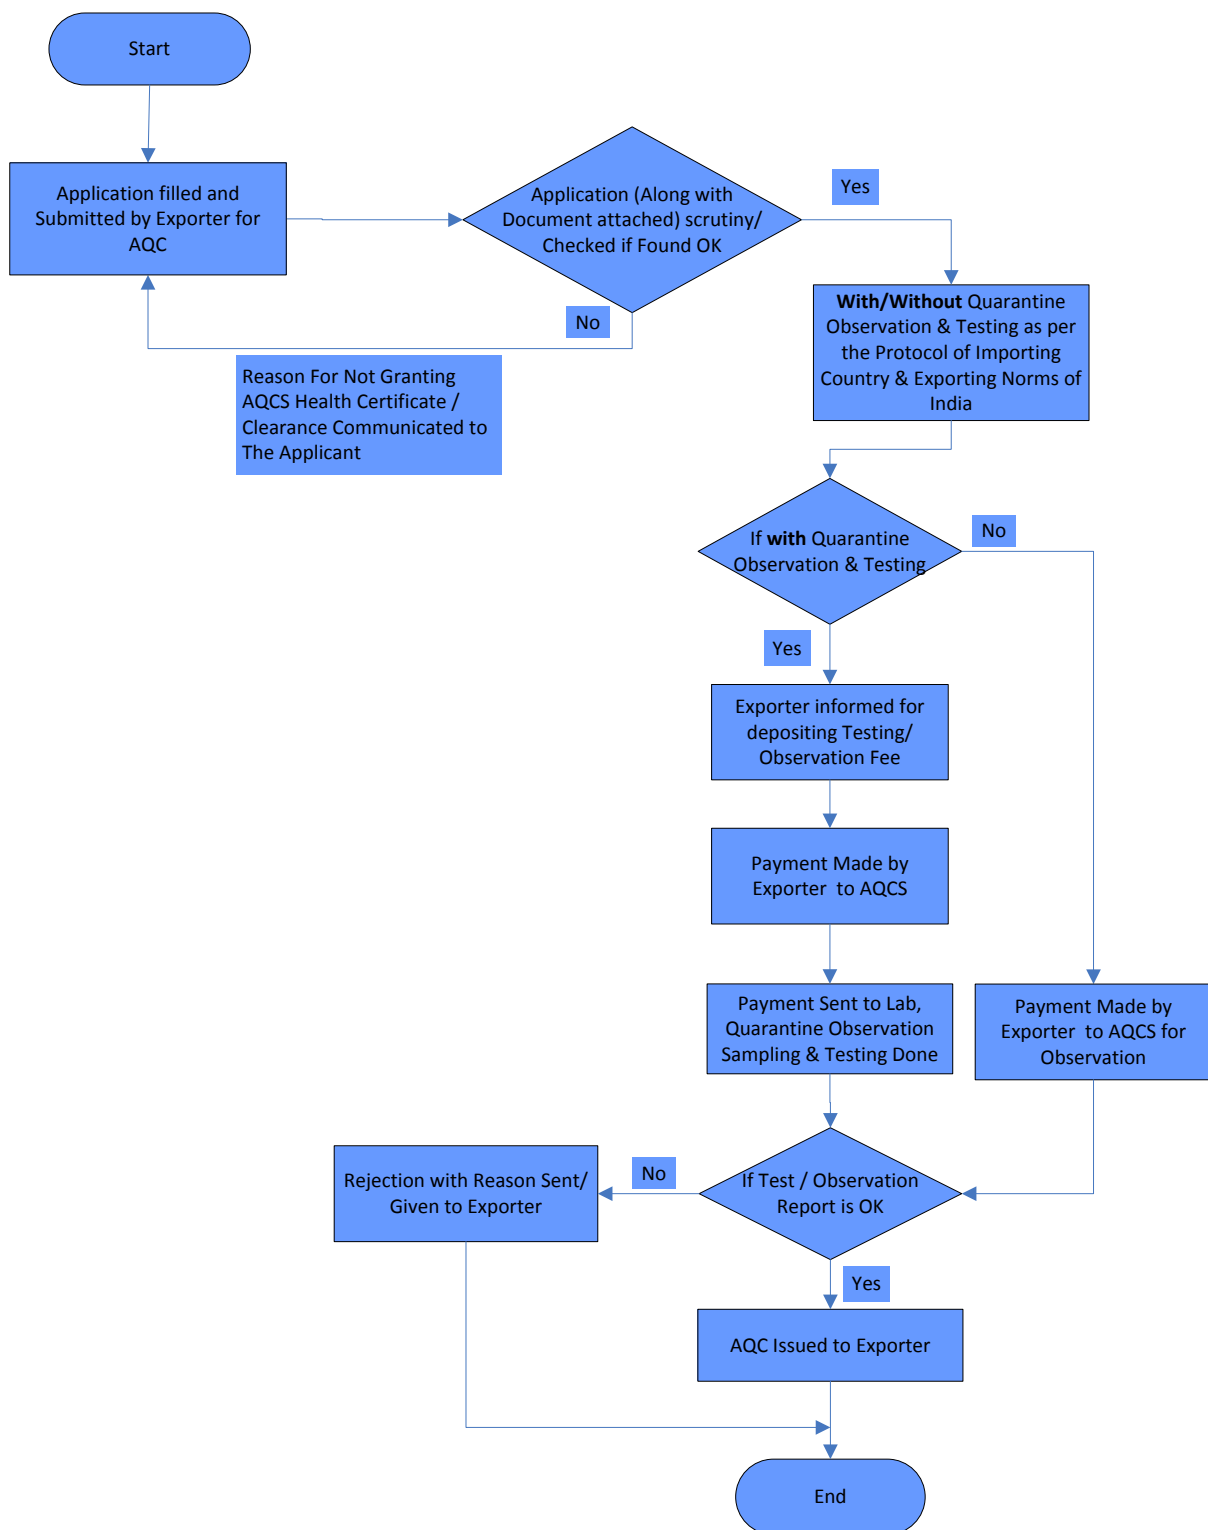 Start
Application filled and
Submitted by Exporter for
AQC
Application (Along with
Document attached) scrutiny/
Checked if Found OK
Yes
No
Reason For Not Granting
AQCS Health Certificate /
Clearance Communicated to
The Applicant
With/Without Quarantine
Observation & Testing as per
the Protocol of Importing
Country & Exporting Norms of
India
If with Quarantine
Observation & Testing
No
Yes
Exporter informed for
depositing Testing/
Observation Fee
Payment Made by
Exporter to AQCS
Payment Sent to Lab,
Quarantine Observation
Sampling & Testing Done
Payment Made by
Exporter to AQCS for
Observation
If Test / Observation
Report is OK
No
Rejection with Reason Sent/
Given to Exporter
Yes
AQC Issued to Exporter
End